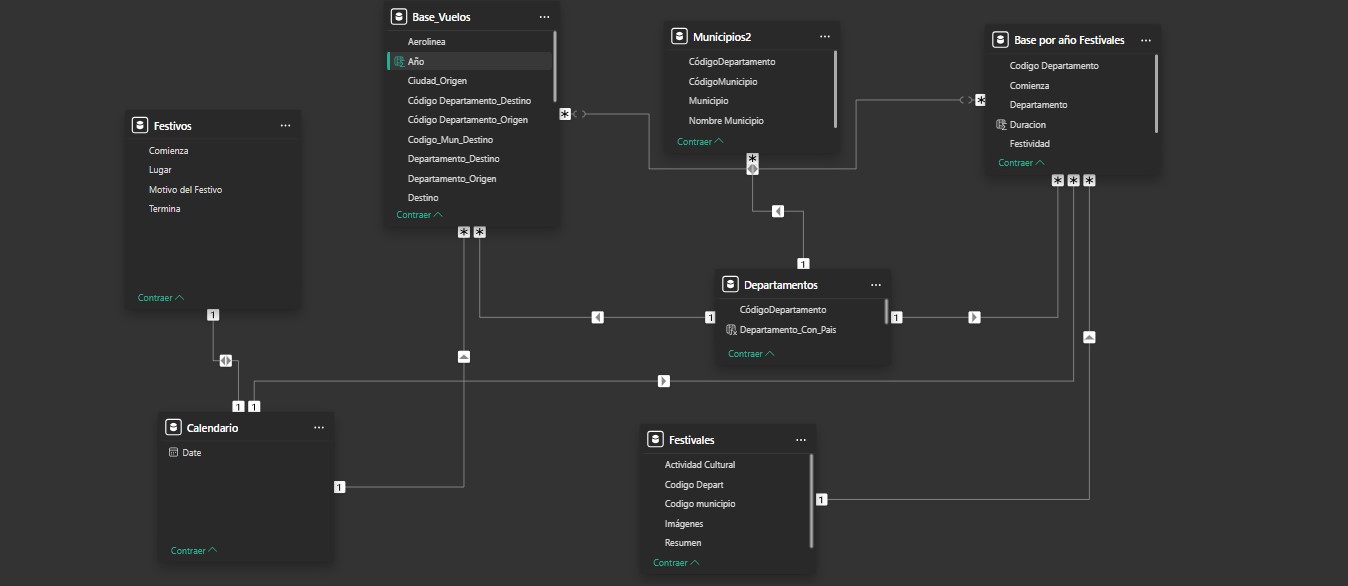 Base_Vuelos
Aerolinea
Año
Ciudad_Origen
Código Departamento_Destino
Código Departamento_Origen
Codigo_Mun_Destino
Departamento_Destino
Departamento_Origen
Destino
Contraer
*
*
*
Municipios2
CódigoDepartamento
CódigoMunicipio
Municipio
Nombre Municipio
Contraer
*
Base por año Festivales
Codigo Departamento
Comienza
Departamento
Duracion
Festividad
Contraer
*
*
*
*
Festivos
Comienza
Lugar
Motivo del Festivo
Termina
Contraer
1
Departamentos
CódigoDepartamento
Departamento_Con_Pais
Contraer
1
1
1
Calendario
Date
Contraer
1
1
1
Festivales
Actividad Cultural
Codigo Depart
Codigo municipio
Imágenes
Resumen
Contraer
1